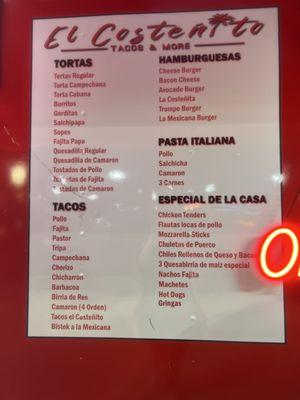 El Costeñito
TACOS & MORE
TORTAS
Tortas Regular
Torta Campechana
Torta Cubana
Burritos
Gorditas
Salchipapa
Sopes
Fajita Papa
Quesadilla Regular
Quesadilla de Camaron
Tostadas de Pollo
Tostadas de Fajita
Tostadas de Camaron
TACOS
Pollo
Fajita
Pastor
Tripa
Campechana
Chorizo
Chicharron
Barbacoa
Birria de Res
Camaron (4 Orden)
Tacos el Costeñito
Bistek a la Mexicana
HAMBURGUESAS
Cheese Burger
Bacon Cheese
Avocado Burger
La Costeñita
Trompo Burger
La Mexicana Burger
PASTA ITALIANA
Pollo
Salchicha
Camaron
3 Carnes
ESPECIAL DE LA CASA
Chicken Tenders
Flautas locas de pollo
Mozzarella Sticks
Chuletas de Puerco
Chiles Rellenos de Queso y Bacon
3 Quesabirria de maiz especial
Nachos Fajita
Machetes
Hot Dogs
Gringas